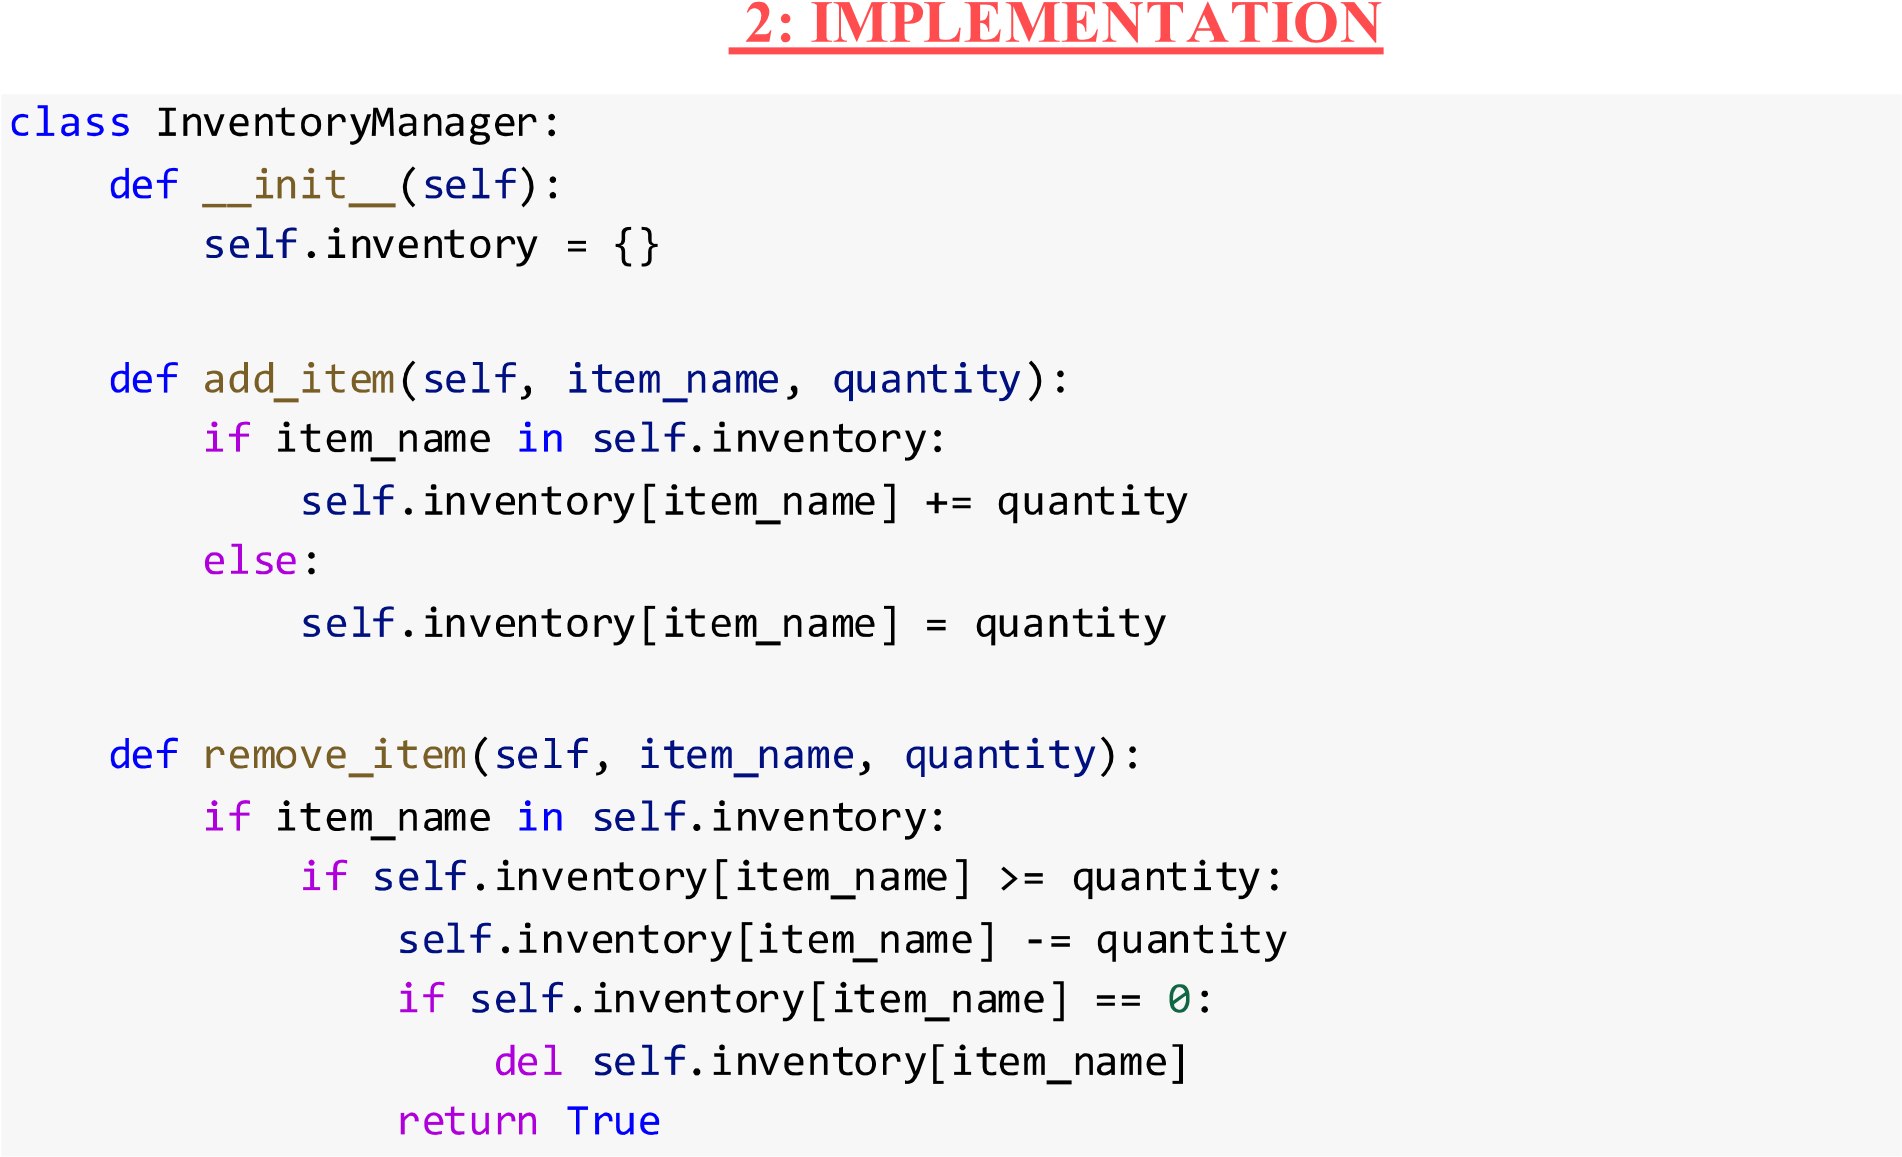 2: IMPLEMENTATION
class InventoryManager:
    def __init__(self):
        self.inventory = {}

    def add_item(self, item_name, quantity):
        if item_name in self.inventory:
            self.inventory[item_name] += quantity
        else:
            self.inventory[item_name] = quantity

    def remove_item(self, item_name, quantity):
        if item_name in self.inventory:
            if self.inventory[item_name] >= quantity:
                self.inventory[item_name] -= quantity
                if self.inventory[item_name] == 0:
                    del self.inventory[item_name]
                return True